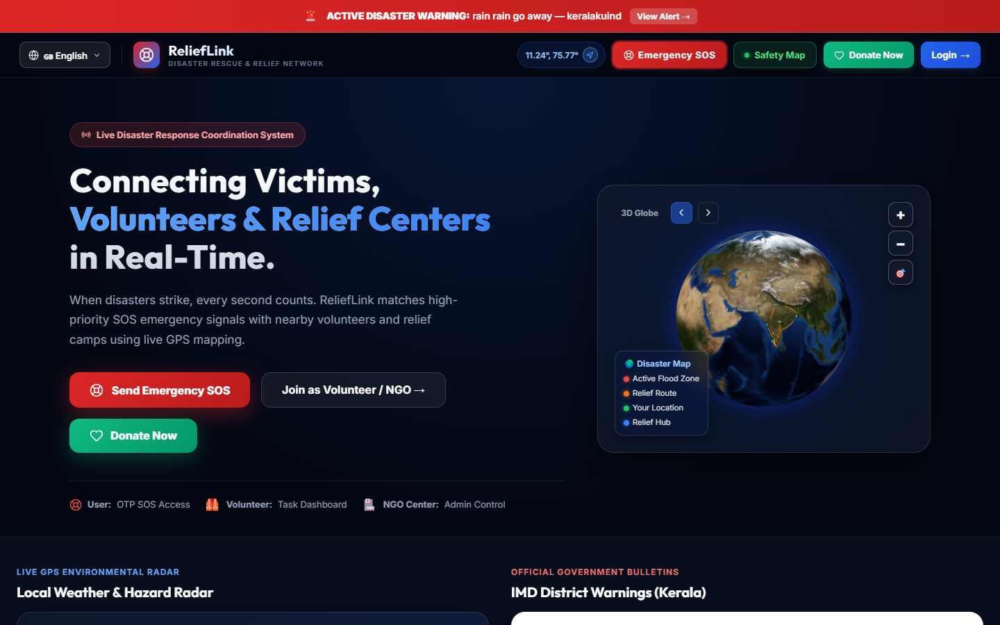 ACTIVE DISASTER WARNING: rain rain go away — keralakuind View Alert →
GB English
ReliefLink
DISASTER RESCUE & RELIEF NETWORK
11.24°, 75.77°
Emergency SOS
Safety Map
Donate Now
Login →
Live Disaster Response Coordination System
Connecting Victims,
Volunteers & Relief Centers
in Real-Time.
When disasters strike, every second counts. ReliefLink matches high-
priority SOS emergency signals with nearby volunteers and relief
camps using live GPS mapping.
Send Emergency SOS
Join as Volunteer / NGO →
Donate Now
User: OTP SOS Access
Volunteer: Task Dashboard
NGO Center: Admin Control
3D Globe
Disaster Map
Active Flood Zone
Relief Route
Your Location
Relief Hub
LIVE GPS ENVIRONMENTAL RADAR
Local Weather & Hazard Radar
OFFICIAL GOVERNMENT BULLETINS
IMD District Warnings (Kerala)